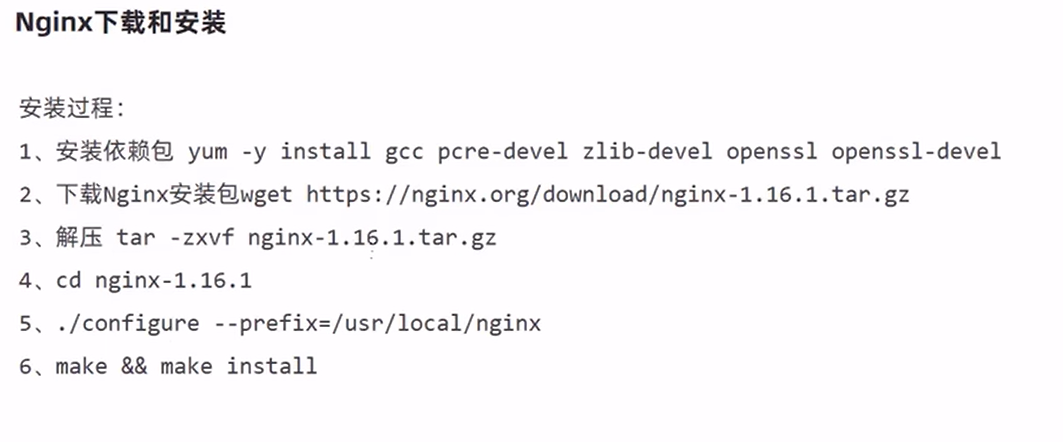 Nginx下载和安装
安装过程:
1、安装依赖包 yum -y install gcc pcre-devel zlib-devel openssl openssl-devel
2、下载Nginx安装包wget https://nginx.org/download/nginx-1.16.1.tar.gz
3、解压 tar -zxvf nginx-1.16.1.tar.gz
4、cd nginx-1.16.1
5、./configure --prefix=/usr/local/nginx
6、make && make install